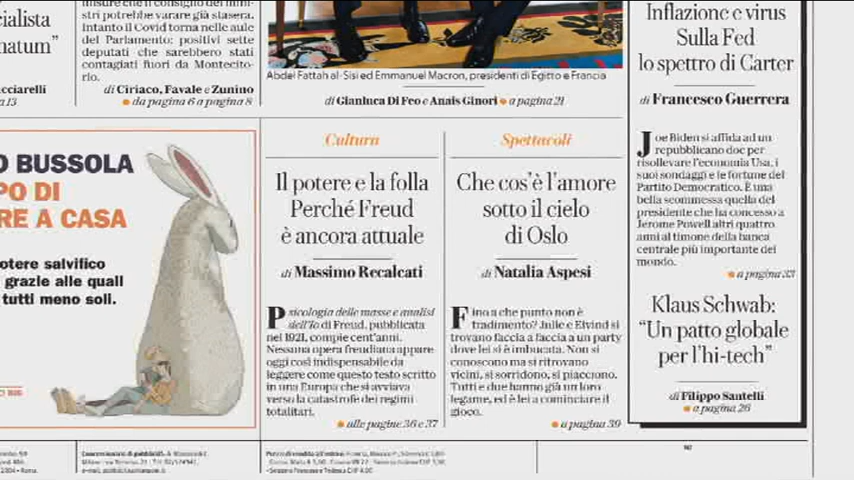 cialista
natum”
cciarelli
13
misure che il consiglio dei mini-
stri potrebbe varare già stasera.
Intanto il Covid torna nelle aule
del Parlamento: positivi sette
deputati che sarebbero stati
contagiati fuori da Montecito-
rio.
di Ciriaco, Favale e Zunino
da pagina 6 a pagina 8
Abdel Fattah al-Sisi ed Emmanuel Macron, presidenti di Egitto e Francia
di Gianluca Di Feo e Anais Ginori a pagina 21
O BUSSOLA
PO DI
RE A CASA
otere salvifico
grazie alle quali
tutti meno soli.
Cultura
Il potere e la folla
Perché Freud
è ancora attuale
di Massimo Recalcati
Psicologia delle masse e analisi
dell'Io di Freud, pubblicata
nel 1921, compie cent'anni.
Nessuna opera freudiana appare
oggi così indispensabile da
leggere come questo testo scritto
in una Europa che si avviava
verso la catastrofe dei regimi
totalitari.
alle pagine 36 e 37
Spettacoli
Che cos'è l'amore
sotto il cielo
di Oslo
di Natalia Aspesi
Fino a che punto non è
tradimento? Julie e Eivind si
trovano faccia a faccia a un party
dove lei si è imbucata. Non si
conoscono ma si ritrovano
vicini, si sorridono, si piacciono.
Tutti e due hanno già un loro
legame, ed è lei a cominciare il
gioco.
a pagina 39
Inflazione e virus
Sulla Fed
lo spettro di Carter
di Francesco Guerrera
Joe Biden si affida ad un
repubblicano doc per
risollevare l'economia Usa, i
suoi sondaggi e le fortune del
Partito Democratico. È una
bella scommessa quella del
presidente che ha concesso a
Jerome Powell altri quattro
anni al timone della banca
centrale più importante del
mondo.
a pagina 33
Klaus Schwab:
“Un patto globale
per l'hi-tech”
di Filippo Santelli
a pagina 26